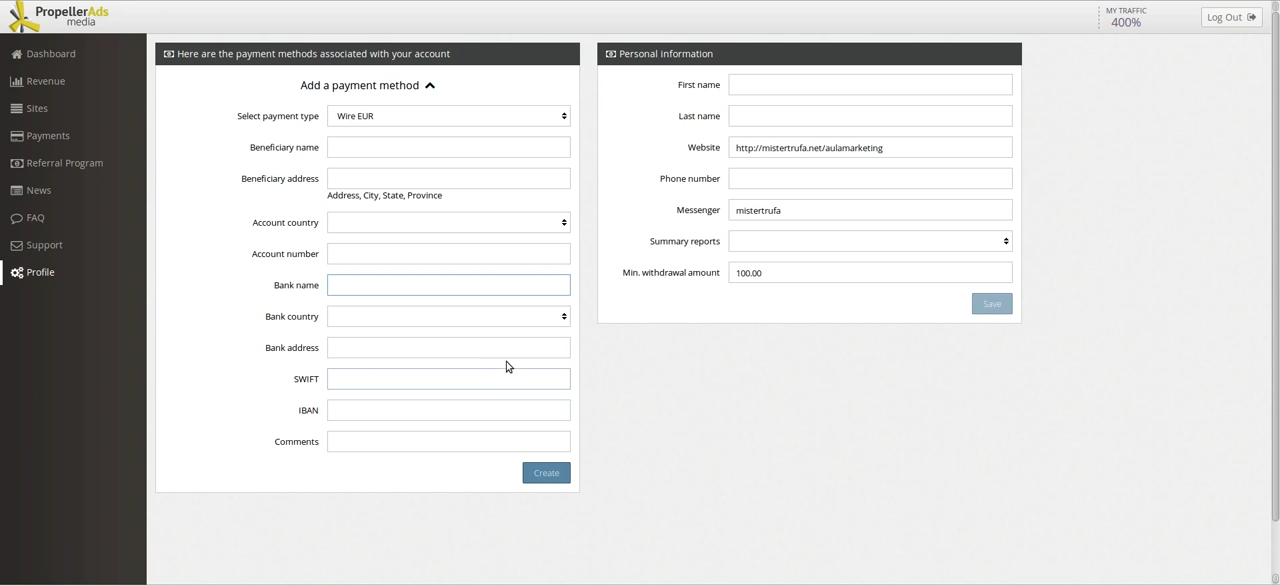 PropellerAds
media
MY TRAFFIC
400%
Log Out
Dashboard
Revenue
Sites
Payments
Referral Program
News
FAQ
Support
Profile
Here are the payment methods associated with your account
Add a payment method
Select payment type Wire EUR
Beneficiary name
Beneficiary address
Address, City, State, Province
Account country
Account number
Bank name
Bank country
Bank address
SWIFT
IBAN
Comments
Create
Personal information
First name
Last name
Website http://mistertrufa.net/aulamarketing
Phone number
Messenger mistertrufa
Summary reports
Min. withdrawal amount 100.00
Save